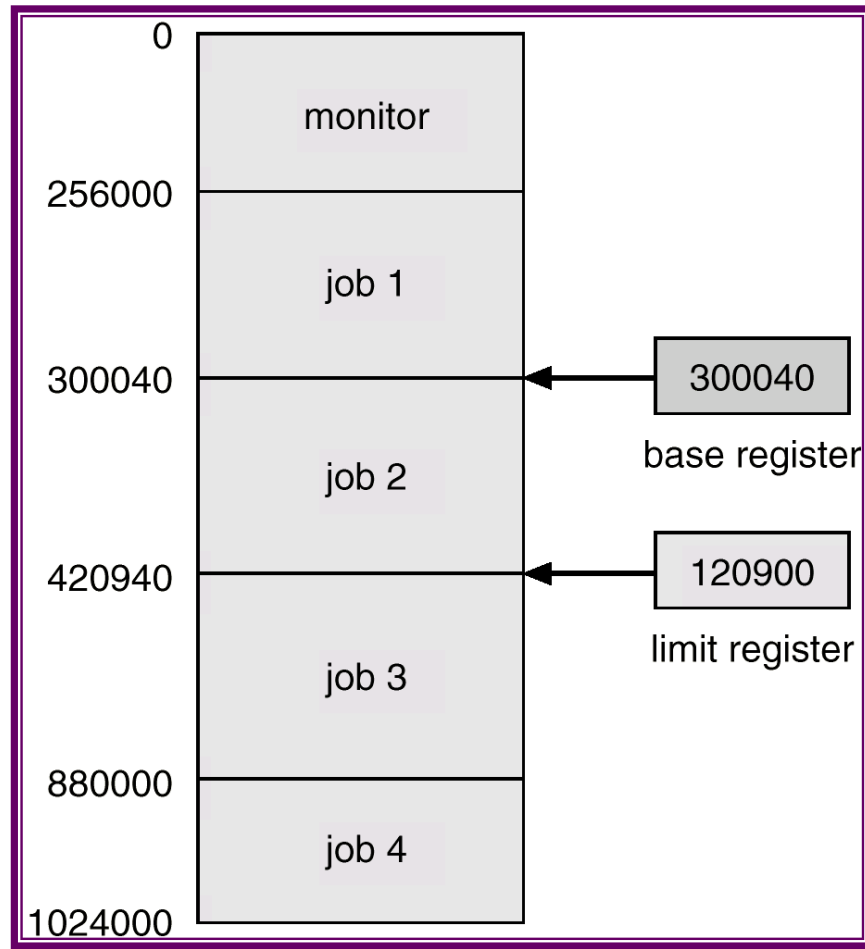 0
monitor
256000
job 1
300040
300040
base register
job 2
420940
120900
limit register
job 3
880000
job 4
1024000